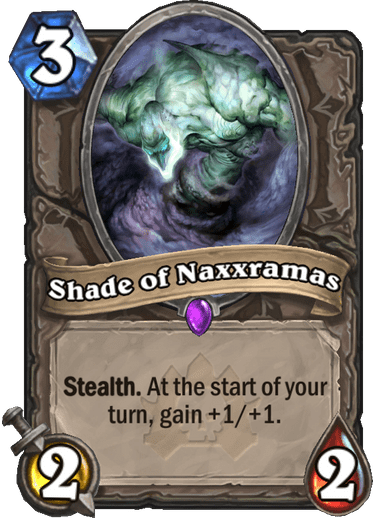 3
Shade of Naxxramas
Stealth. At the start of your
turn, gain +1/+1.
2 2